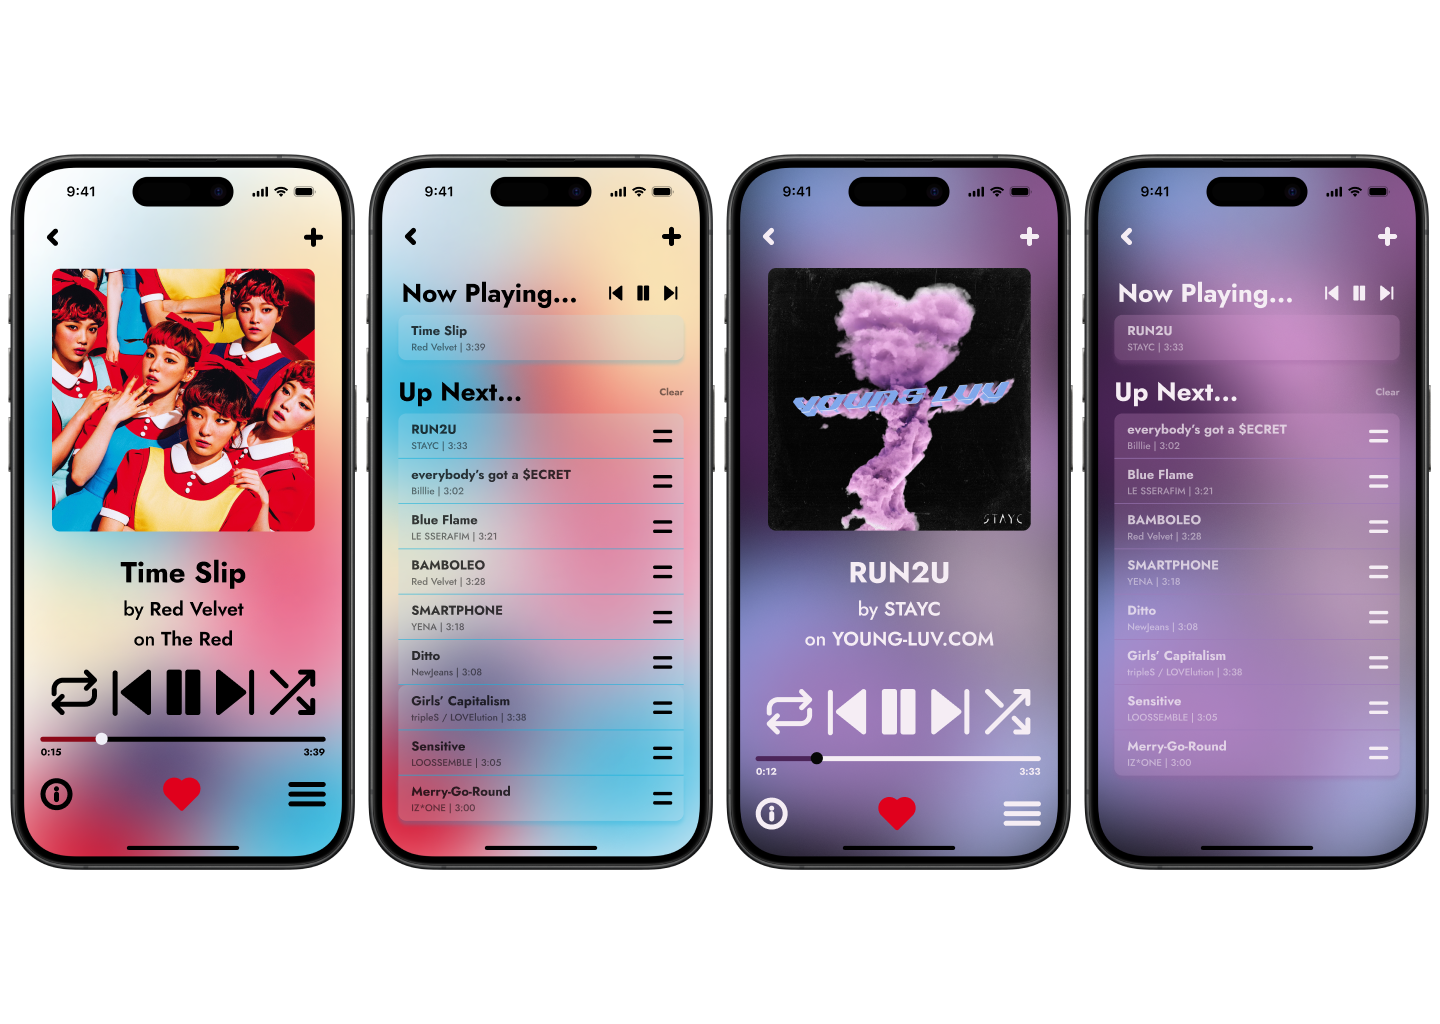 9:41
Time Slip
by Red Velvet
on The Red
0:15
3:39
9:41
Now Playing...
Time Slip
Red Velvet | 3:39
Up Next...
Clear
RUN2U
STAYC | 3:33
everybody's got a $ECRET
Billlie | 3:02
Blue Flame
LE SSERAFIM | 3:21
BAMBOLEO
Red Velvet | 3:28
SMARTPHONE
YENA | 3:18
Ditto
NewJeans | 3:08
Girls' Capitalism
tripleS / LOVElution | 3:38
Sensitive
LOOSSEMBLE | 3:05
Merry-Go-Round
IZ*ONE | 3:00
9:41
YOUNG LUV
STAYC
RUN2U
by STAYC
on YOUNG-LUV.COM
0:12
3:33
9:41
Now Playing...
RUN2U
STAYC | 3:33
Up Next...
Clear
everybody's got a $ECRET
Billlie | 3:02
Blue Flame
LE SSERAFIM | 3:21
BAMBOLEO
Red Velvet | 3:28
SMARTPHONE
YENA | 3:18
Ditto
NewJeans | 3:08
Girls' Capitalism
tripleS / LOVElution | 3:38
Sensitive
LOOSSEMBLE | 3:05
Merry-Go-Round
IZ*ONE | 3:00